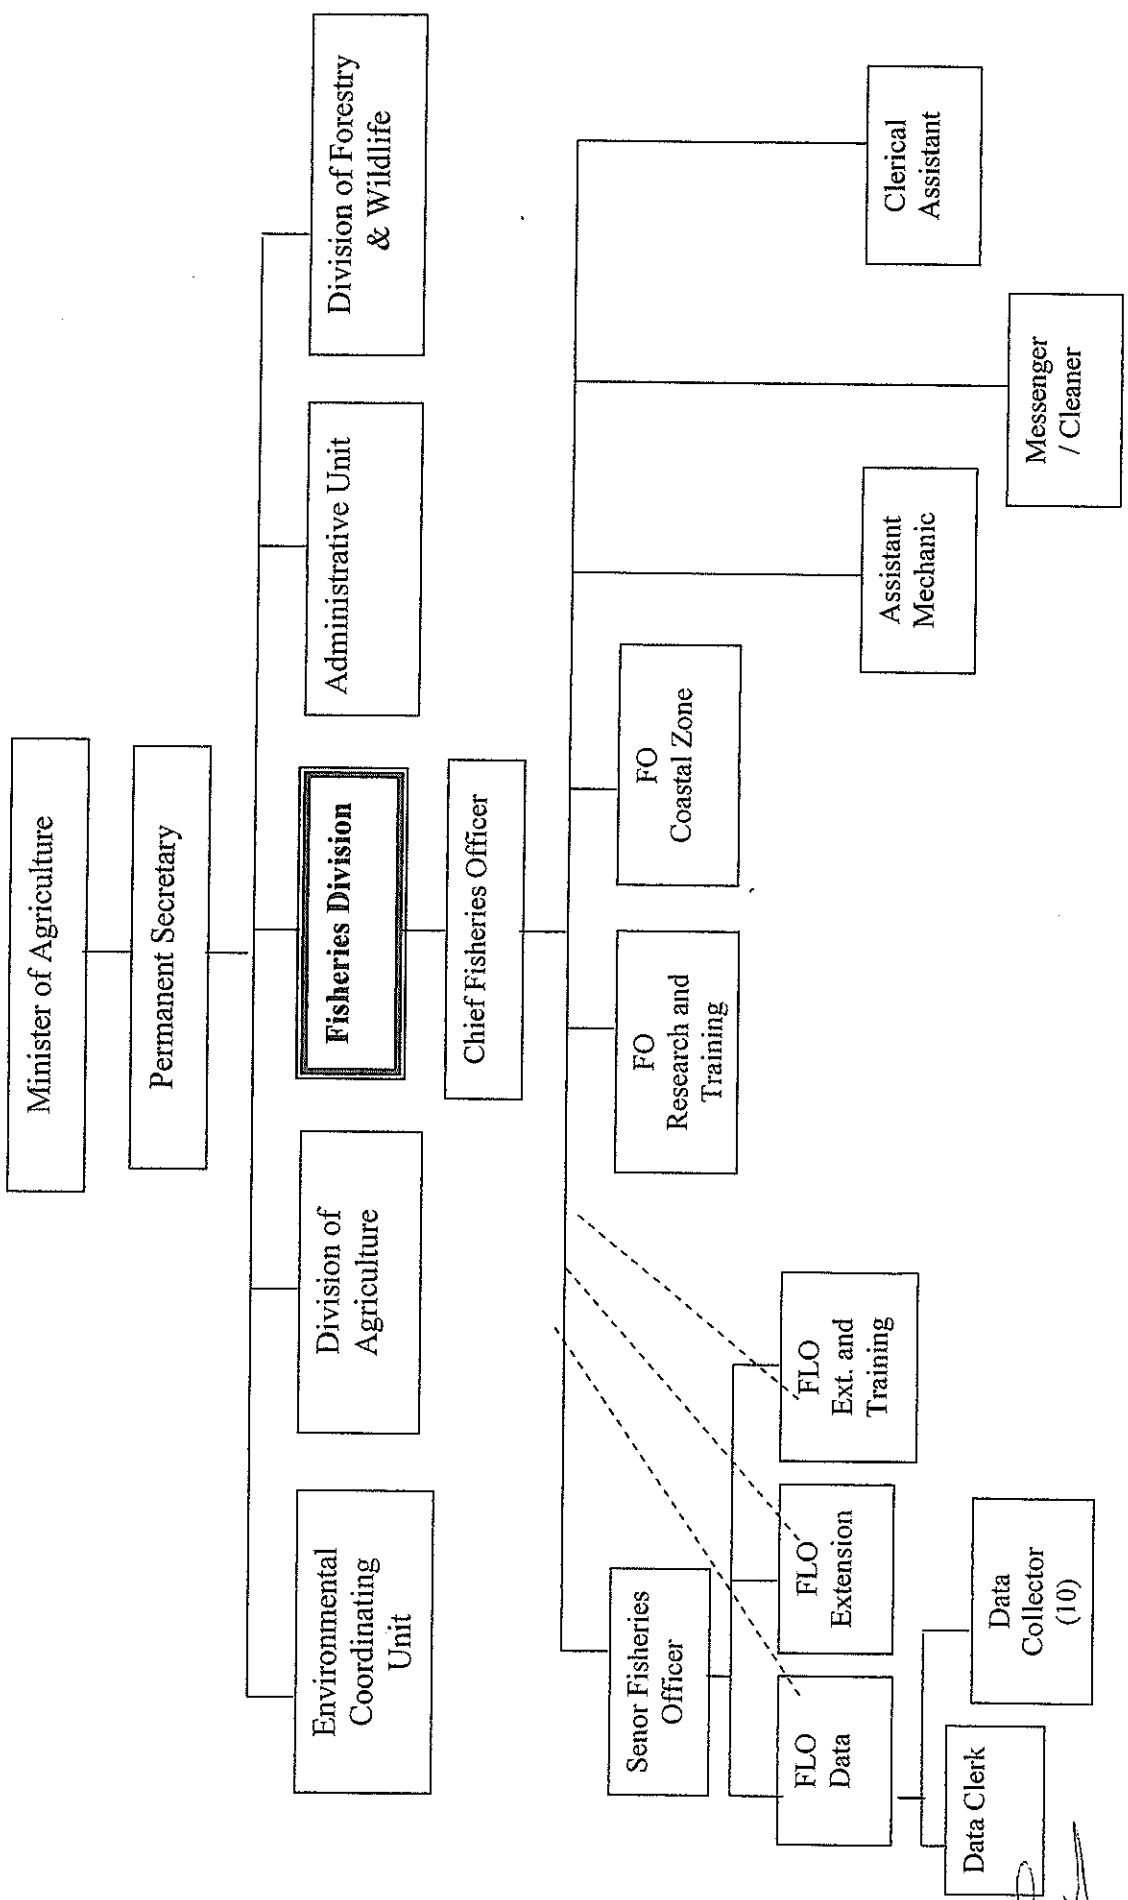 Minister of Agriculture
Permanent Secretary
Environmental
Coordinating
Unit
Division of
Agriculture
Fisheries Division
Administrative Unit
Division of Forestry
& Wildlife
Chief Fisheries Officer
Senor Fisheries
Officer
FO
Research and
Training
FO
Coastal Zone
FLO
Data
FLO
Extension
FLO
Ext. and
Training
Assistant
Mechanic
Clerical
Assistant
Data Clerk
Data
Collector
(10)
Messenger
/ Cleaner